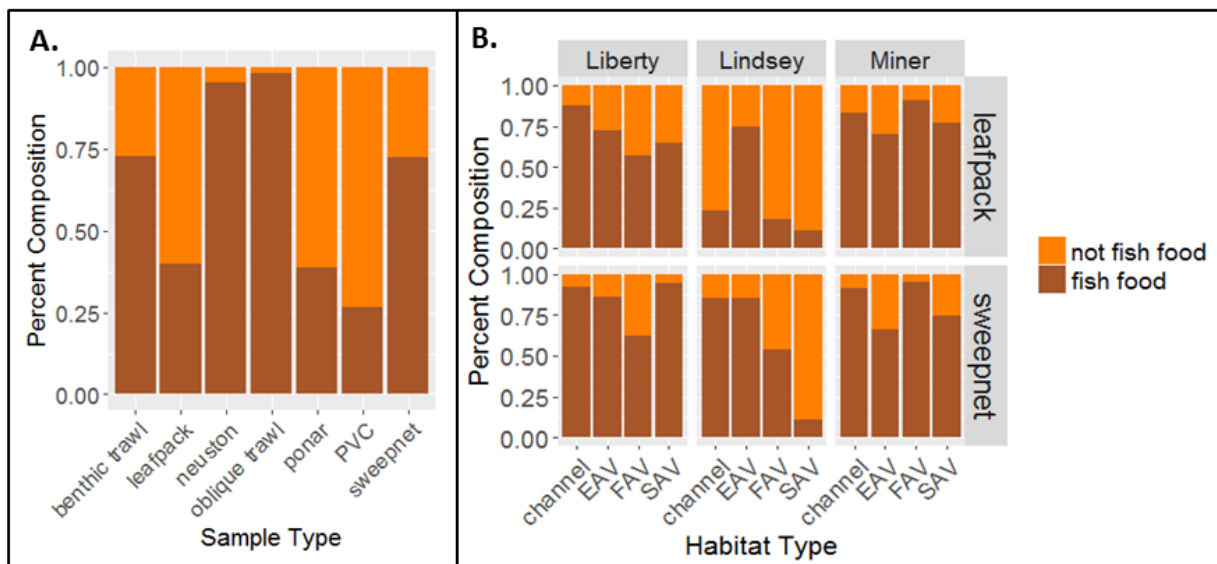 A.
Percent Composition
1.00
0.75
0.50
0.25
0.00
benthic trawl
leafpack
neuston
oblique trawl
ponar
PVC
sweepnet
Sample Type
B.
Liberty
Lindsey
Miner
Percent Composition
1.00
0.75
0.50
0.25
0.00
leafpack
1.00
0.75
0.50
0.25
0.00
sweepnet
channel
EAV
FAV
SAV
channel
EAV
FAV
SAV
channel
EAV
FAV
SAV
Habitat Type
not fish food
fish food